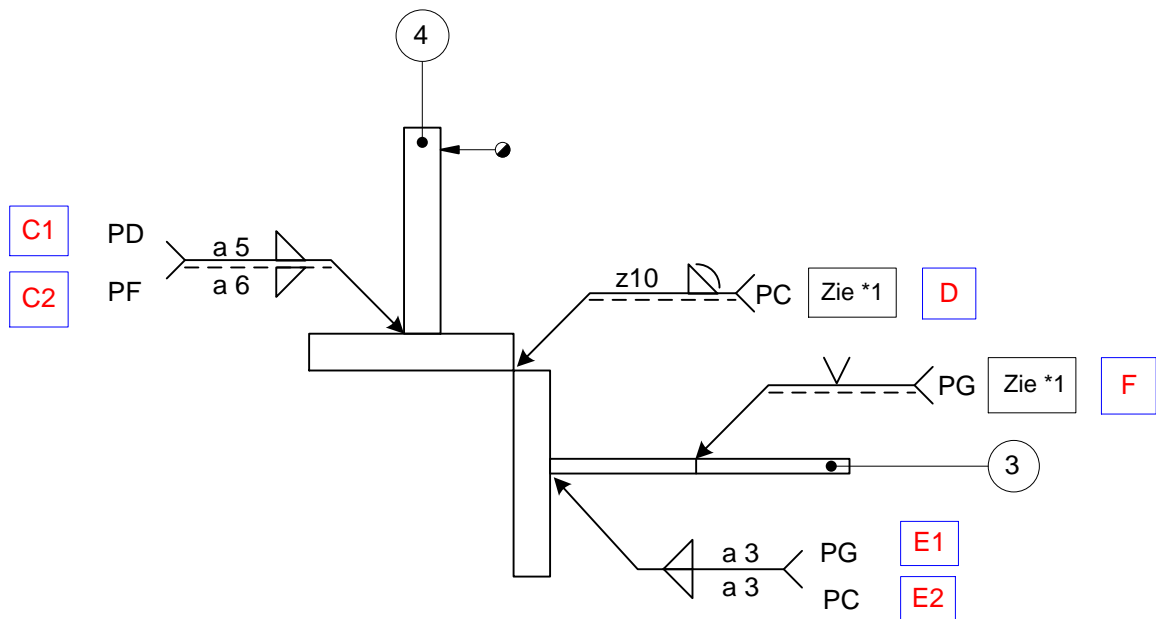 4
C1 PD a 5
C2 PF a 6
z10 PC Zie *1 D
PG Zie *1 F
3
a 3 PG E1
a 3 PC E2